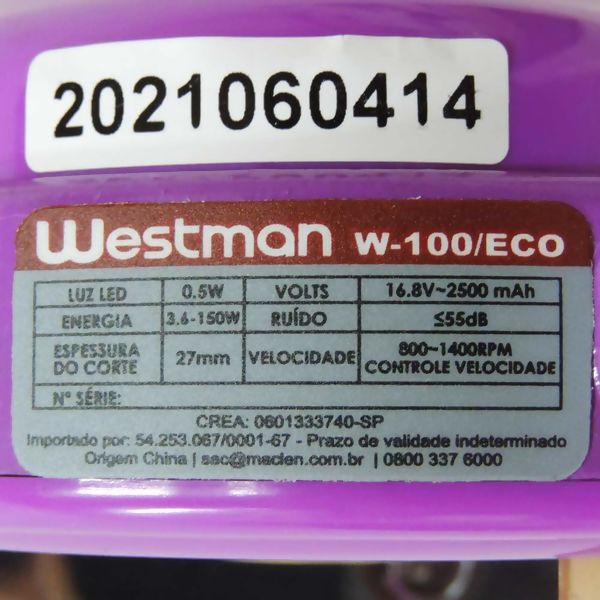 2021060414
Westman W-100/ECO
LUZ LED 0.5W VOLTS 16.8V~2500 mAh
ENERGIA 3.6-150W RUÍDO ≤55dB
ESPESSURA DO CORTE 27mm VELOCIDADE 800~1400RPM CONTROLE VELOCIDADE
Nº SÉRIE:
CREA: 0601333740-SP
Importado por: 54.253.067/0001-67 - Prazo de validade indeterminado
Origem China | sac@maclen.com.br | 0800 337 6000